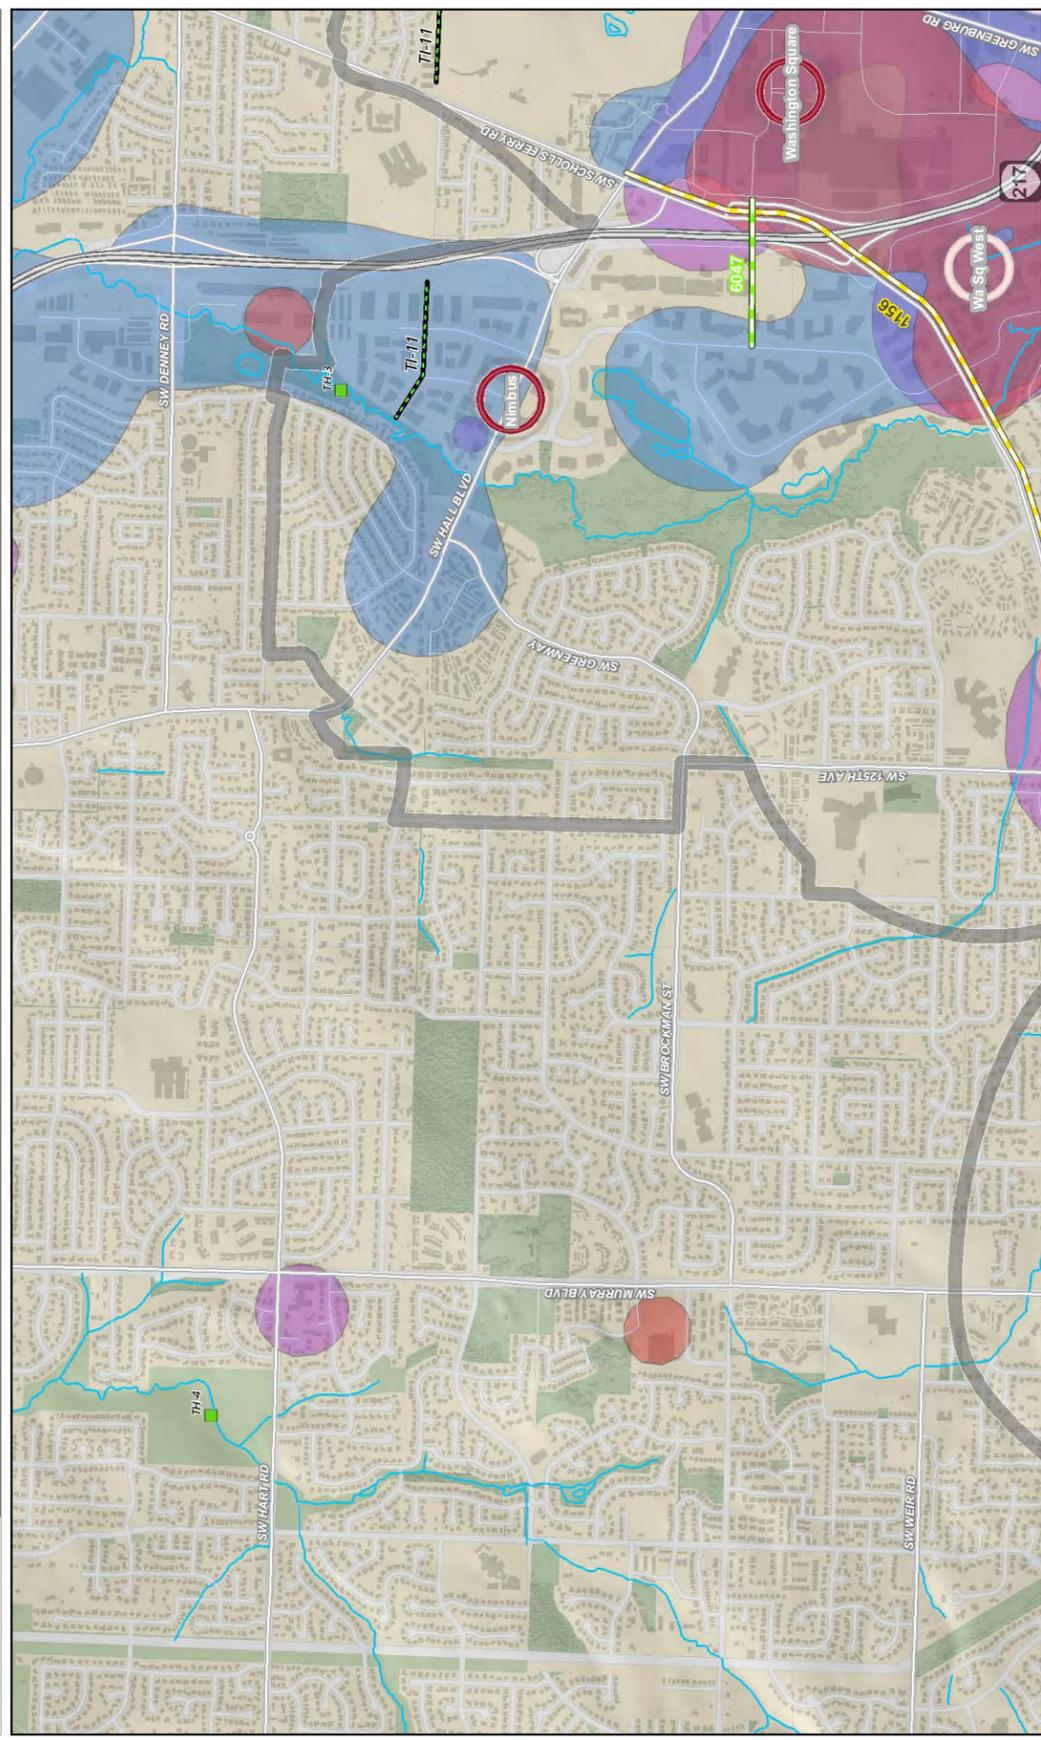 TI-11
SW GREENBURG RD
Washington Square
SW SCHOLLS FERRY RD
217
Wa Sq West
6047
1156
SW DENNEY RD
TI-11
TH-3
Nimbus
SW HALL BLVD
SW GREENWAY
SW 125TH AVE
SW BROCKMAN ST
SW MURRAY BLVD
TH-4
SW HART RD
SW WEIR RD